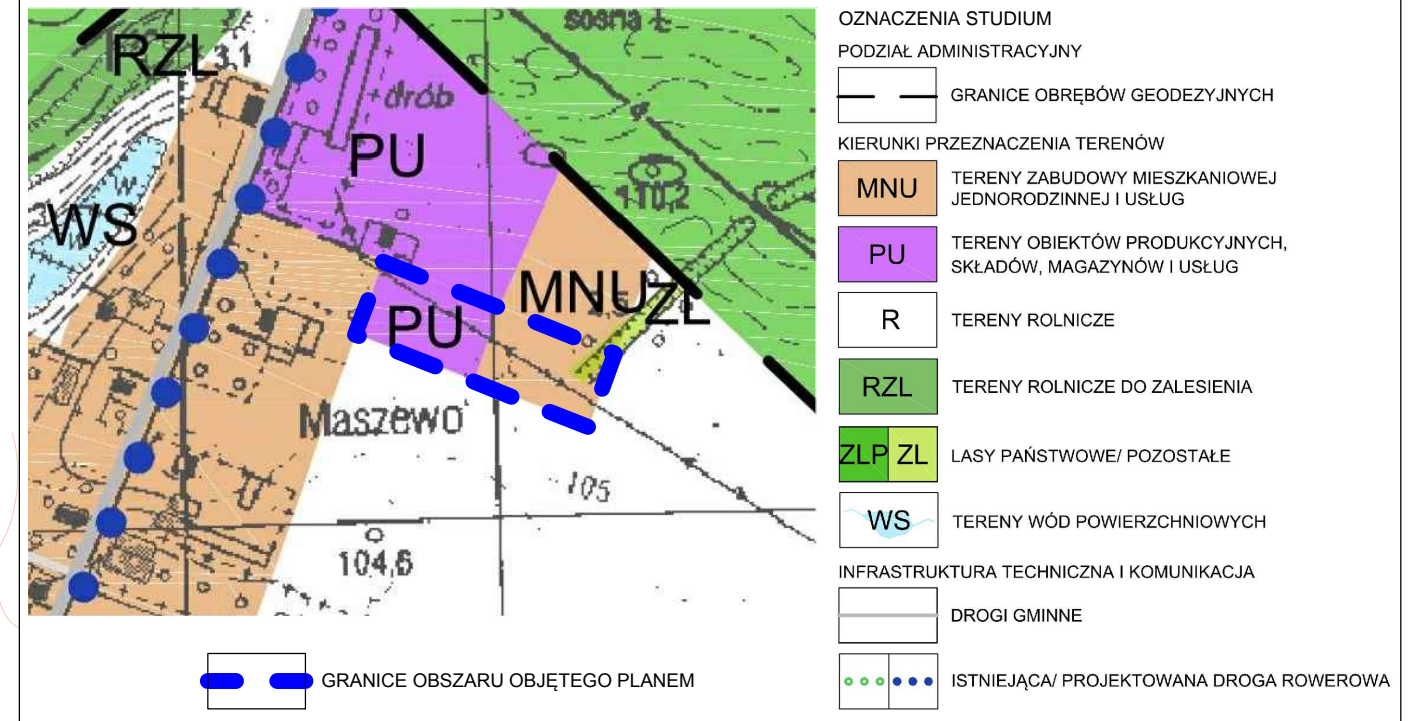 RZL
3,1
sosna
drób
PU
110,2
WS
MNU
ZL
PU
Maszewo
105
104,6
GRANICE OBSZARU OBJĘTEGO PLANEM
OZNACZENIA STUDIUM
PODZIAŁ ADMINISTRACYJNY
GRANICE OBRĘBÓW GEODEZYJNYCH
KIERUNKI PRZEZNACZENIA TERENÓW
MNU
TERENY ZABUDOWY MIESZKANIOWEJ
JEDNORODZINNEJ I USŁUG
PU
TERENY OBIEKTÓW PRODUKCYJNYCH,
SKŁADÓW, MAGAZYNÓW I USŁUG
R
TERENY ROLNICZE
RZL
TERENY ROLNICZE DO ZALESIENIA
ZLP ZL
LASY PAŃSTWOWE/ POZOSTAŁE
WS
TERENY WÓD POWIERZCHNIOWYCH
INFRASTRUKTURA TECHNICZNA I KOMUNIKACJA
DROGI GMINNE
ISTNIEJĄCA/ PROJEKTOWANA DROGA ROWEROWA